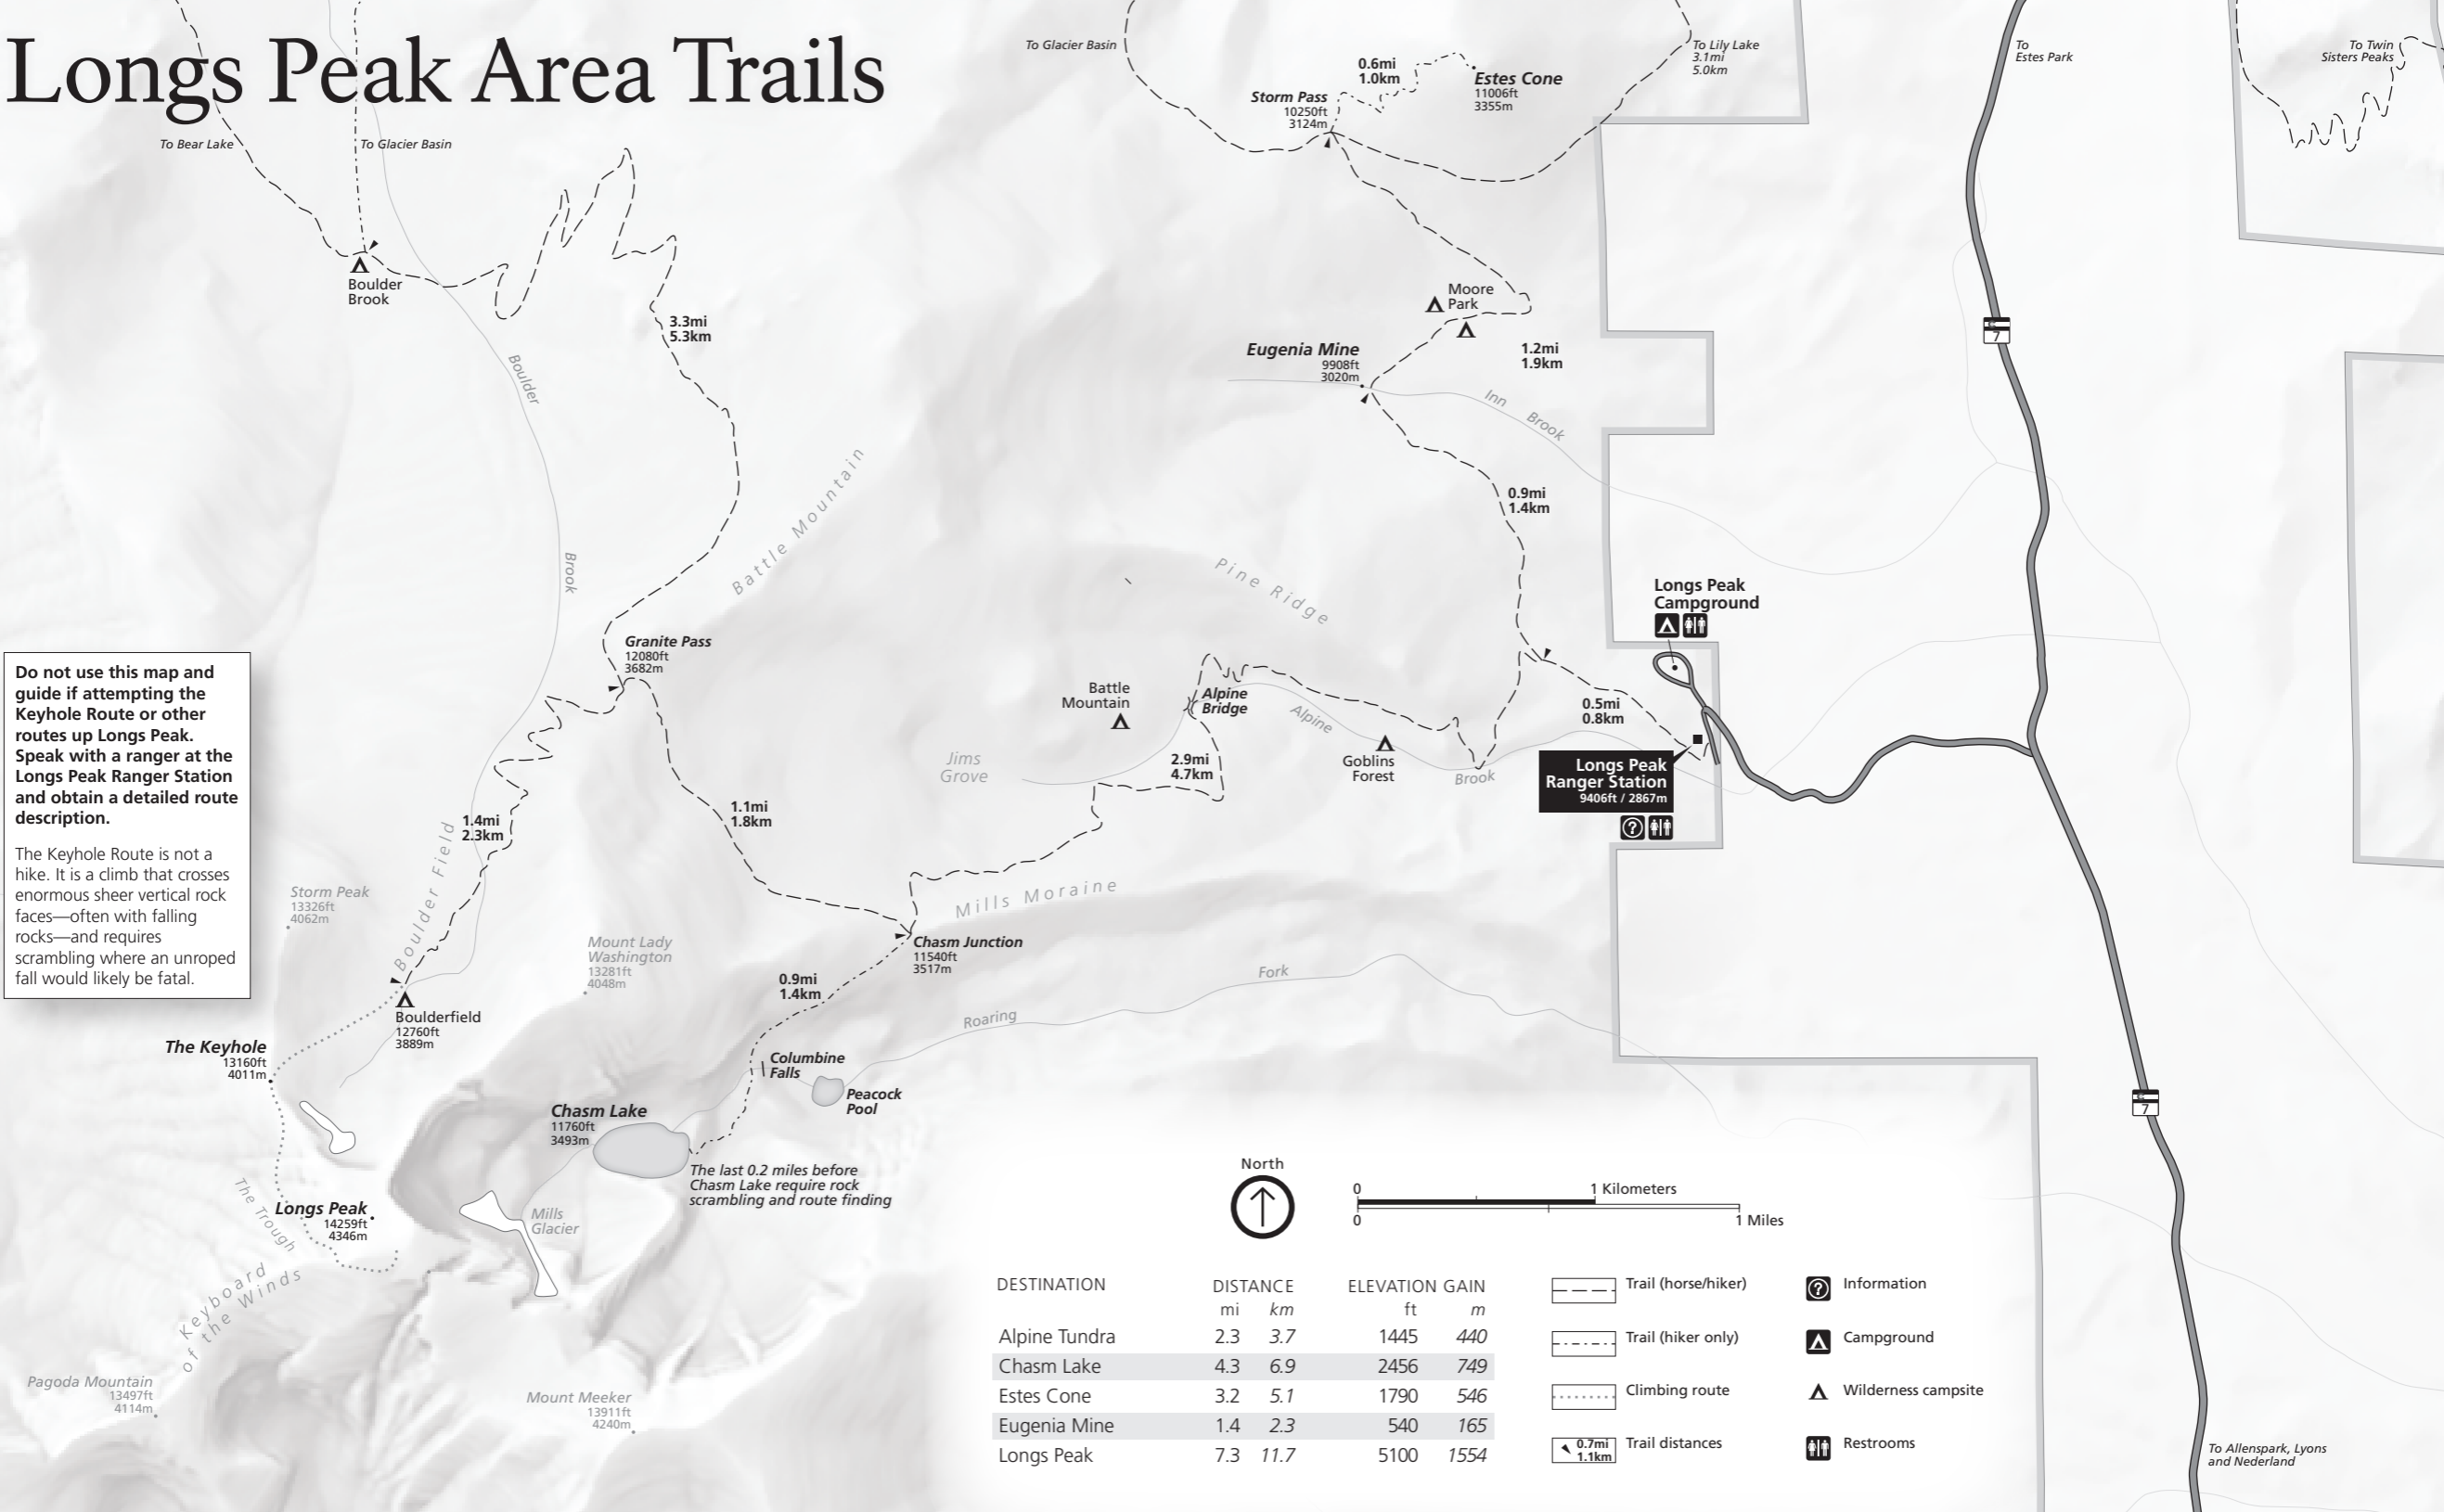 Longs Peak Area Trails
To Glacier Basin
0.6mi
1.0km
Estes Cone
11006ft
3355m
Storm Pass
10250ft
3124m
To Lily Lake
3.1mi
5.0km
To
Estes Park
To Twin
Sisters Peaks
To Bear Lake
To Glacier Basin
Boulder
Brook
3.3mi
5.3km
Boulder
Brook
Moore
Park
Eugenia Mine
9908ft
3020m
1.2mi
1.9km
Inn
Brook
7
Battle Mountain
0.9mi
1.4km
Pine Ridge
Longs Peak
Campground
Granite Pass
12080ft
3682m
Do not use this map and
guide if attempting the
Keyhole Route or other
routes up Longs Peak.
Speak with a ranger at the
Longs Peak Ranger Station
and obtain a detailed route
description.
The Keyhole Route is not a
hike. It is a climb that crosses
enormous sheer vertical rock
faces—often with falling
rocks—and requires
scrambling where an unroped
fall would likely be fatal.
Battle
Mountain
Alpine
Bridge
Alpine
Brook
0.5mi
0.8km
Jims
Grove
2.9mi
4.7km
Goblins
Forest
Longs Peak
Ranger Station
9406ft / 2867m
?
1.1mi
1.8km
1.4mi
2.3km
Boulder Field
Storm Peak
13326ft
4062m
Mills Moraine
Mount Lady
Washington
13281ft
4048m
Chasm Junction
11540ft
3517m
0.9mi
1.4km
Roaring
Fork
Boulderfield
12760ft
3889m
The Keyhole
13160ft
4011m
Columbine
Falls
Peacock
Pool
Chasm Lake
11760ft
3493m
The last 0.2 miles before
Chasm Lake require rock
scrambling and route finding
7
The Trough
Longs Peak
14259ft
4346m
Mills
Glacier
Keyboard
of the Winds
Pagoda Mountain
13497ft
4114m
Mount Meeker
13911ft
4240m
North
0 1 Kilometers
0 1 Miles
DESTINATION DISTANCE ELEVATION GAIN
mi km ft m
Alpine Tundra 2.3 3.7 1445 440
Chasm Lake 4.3 6.9 2456 749
Estes Cone 3.2 5.1 1790 546
Eugenia Mine 1.4 2.3 540 165
Longs Peak 7.3 11.7 5100 1554
Trail (horse/hiker)
Trail (hiker only)
Climbing route
0.7mi
1.1km
Trail distances
? Information
Campground
Wilderness campsite
Restrooms
To Allenspark, Lyons
and Nederland